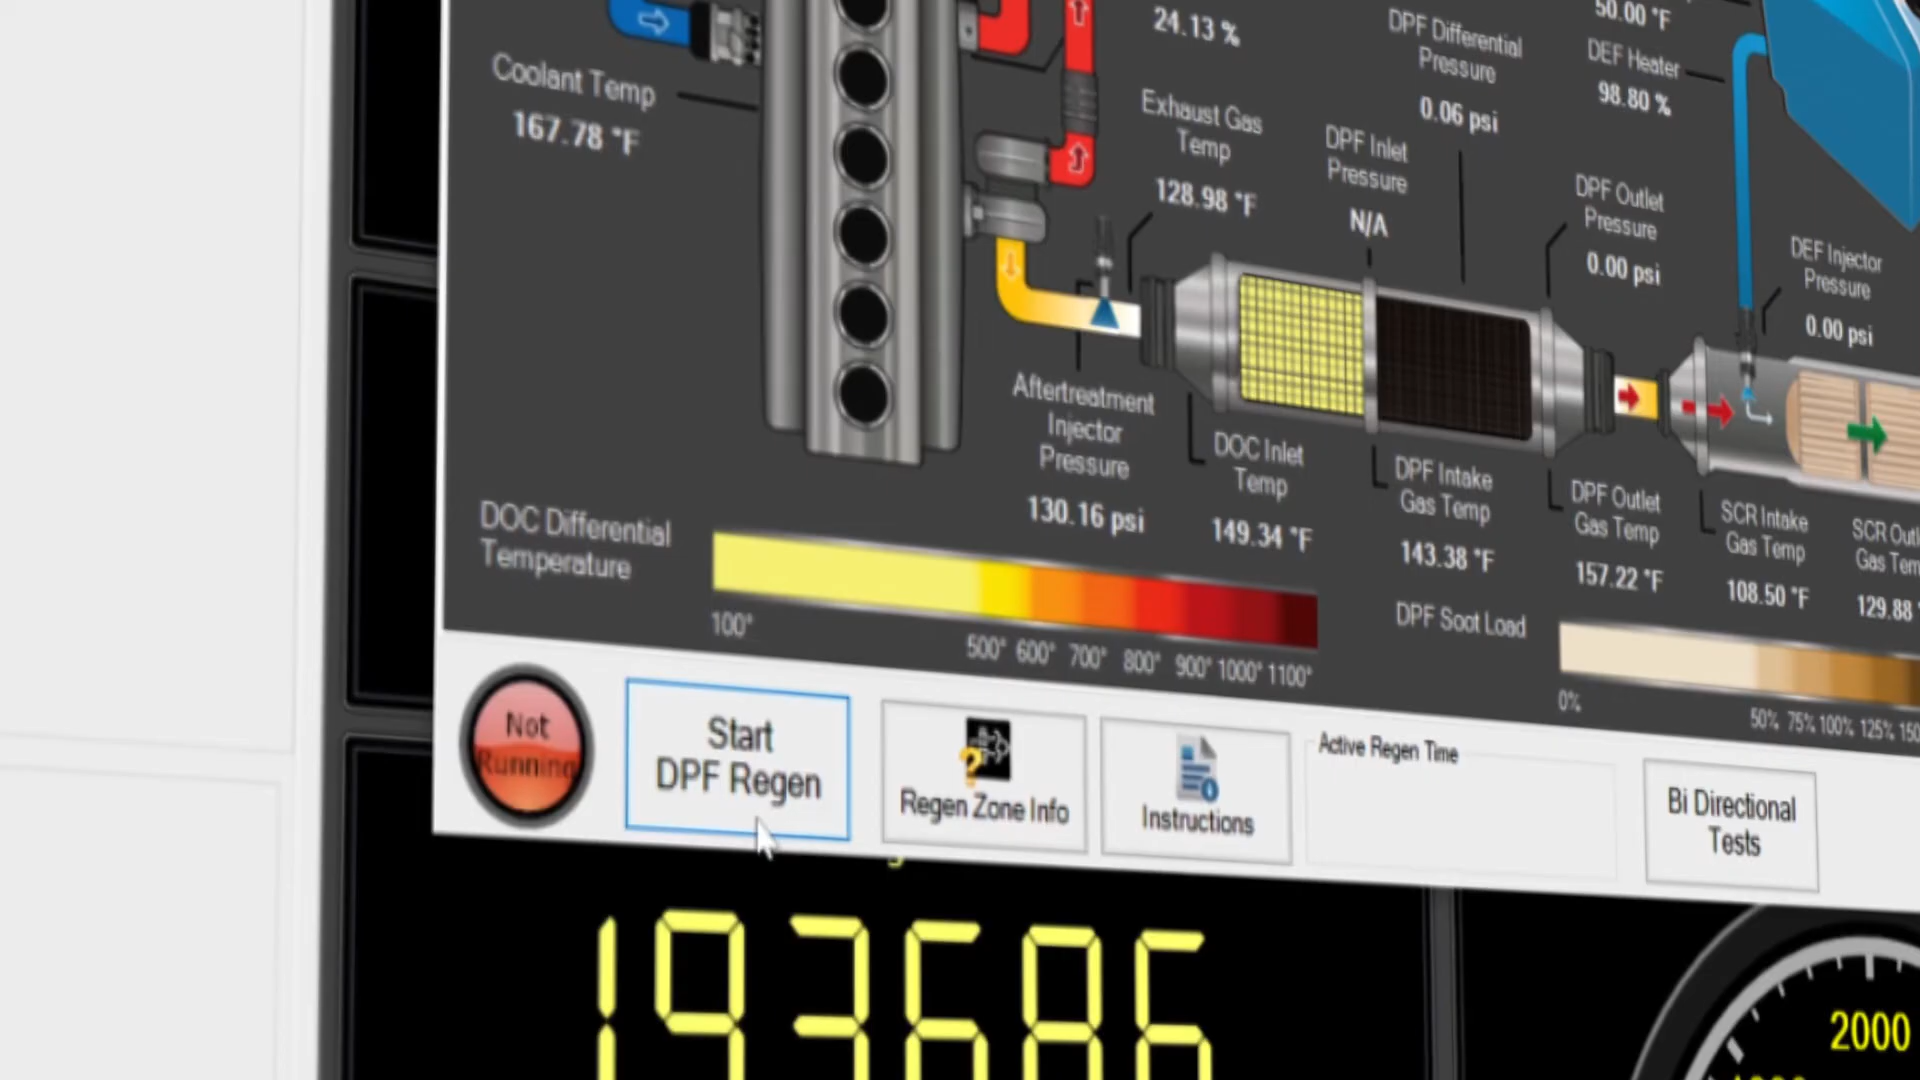 24.13 %
DPF Differential
Pressure
0.06 psi
50.00 °F
DEF Heater
98.80 %
Coolant Temp
167.78 °F
Exhaust Gas
Temp
128.98 °F
DPF Inlet
Pressure
N/A
DPF Outlet
Pressure
0.00 psi
DEF Injector
Pressure
0.00 psi
Aftertreatment
Injector
Pressure
130.16 psi
DOC Inlet
Temp
149.34 °F
DPF Intake
Gas Temp
143.38 °F
DPF Outlet
Gas Temp
157.22 °F
SCR Intake
Gas Temp
108.50 °F
SCR
Gas
129.88 °
DOC Differential
Temperature
100° 500° 600° 700° 800° 900° 1000° 1100°
DPF Soot Load
0% 50% 75% 100% 125%
Not
Running
Start
DPF Regen
Regen Zone Info
Instructions
Active Regen Time
Bi Directional
Tests
2000